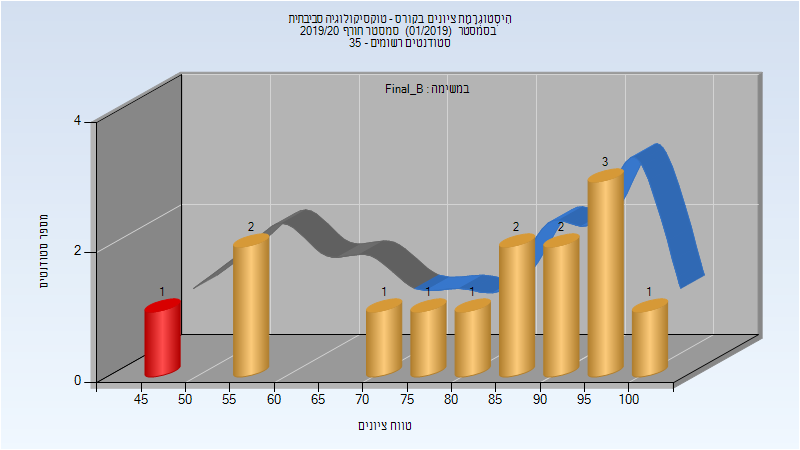 היסטוגרמת ציונים בקורס - טוקסיקולוגיה סביבתית
בסמסטר (01/2019) סמסטר חורף 2019/20
סטודנטים רשומים - 35
במשימה : Final_B
מספר סטודנטים
4
2
0
1
2
1
1
1
2
2
3
1
45 50 55 60 65 70 75 80 85 90 95 100
טווח ציונים